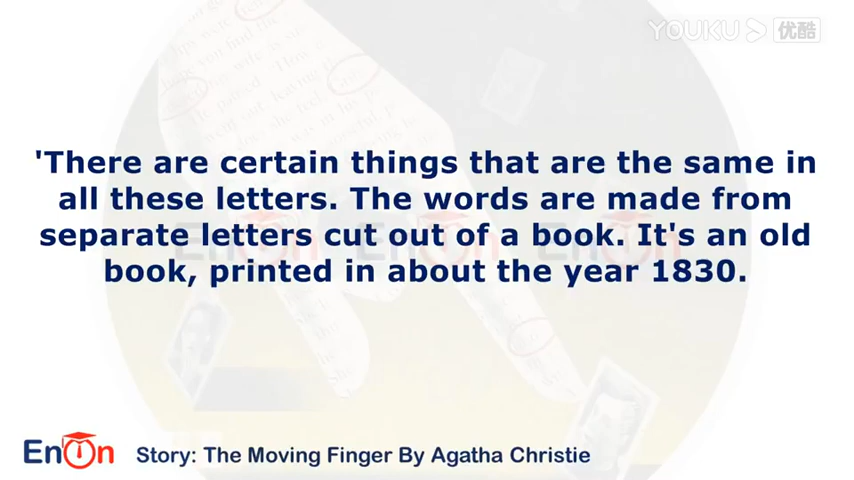 YOUKU 优酷
'There are certain things that are the same in
all these letters. The words are made from
separate letters cut out of a book. It's an old
book, printed in about the year 1830.
EnOn
Story: The Moving Finger By Agatha Christie